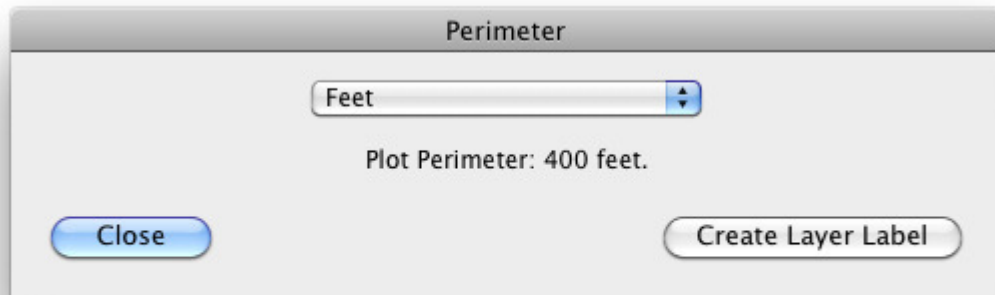 Perimeter
Feet
Plot Perimeter: 400 feet.
Close
Create Layer Label